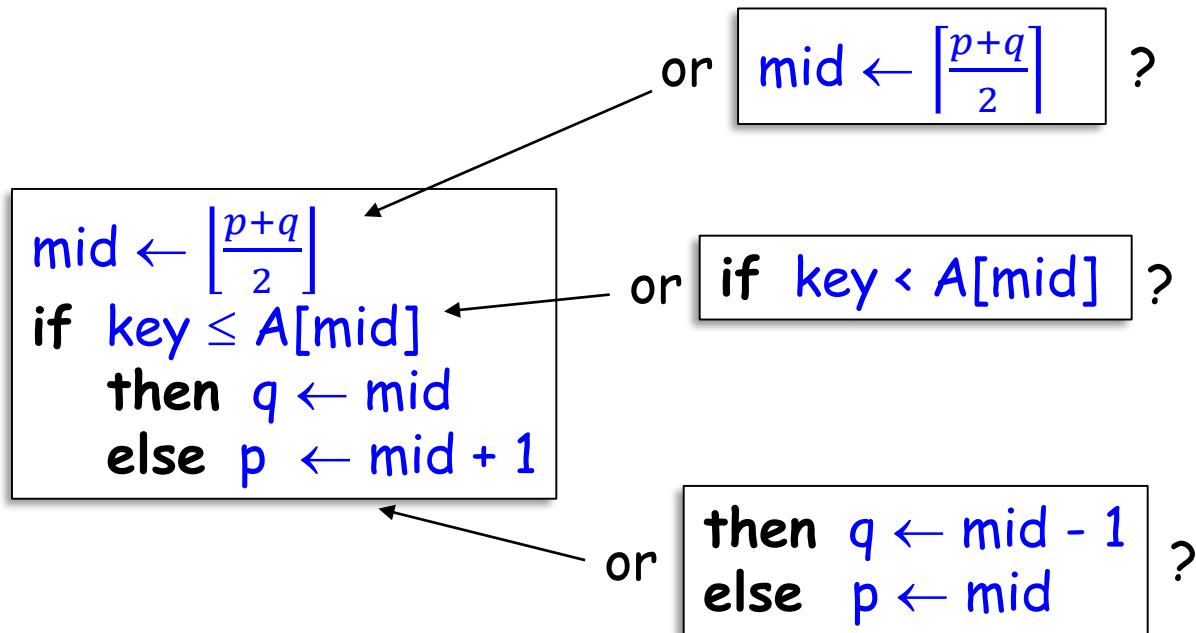 or mid ← ⌈(p+q)/2⌉ ?
mid ← ⌊(p+q)/2⌋
if key ≤ A[mid]
then q ← mid
else p ← mid + 1
or if key < A[mid] ?
or then q ← mid - 1 ?
else p ← mid